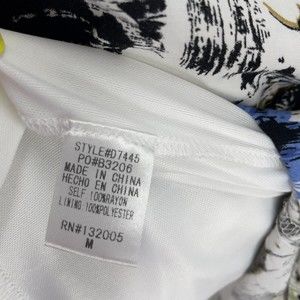 STYLE#D7445
PO#B3206
MADE IN CHINA
HECHO EN CHINA
SELF 100%RAYON
LINING:100%POLYESTER
RN#132005
M